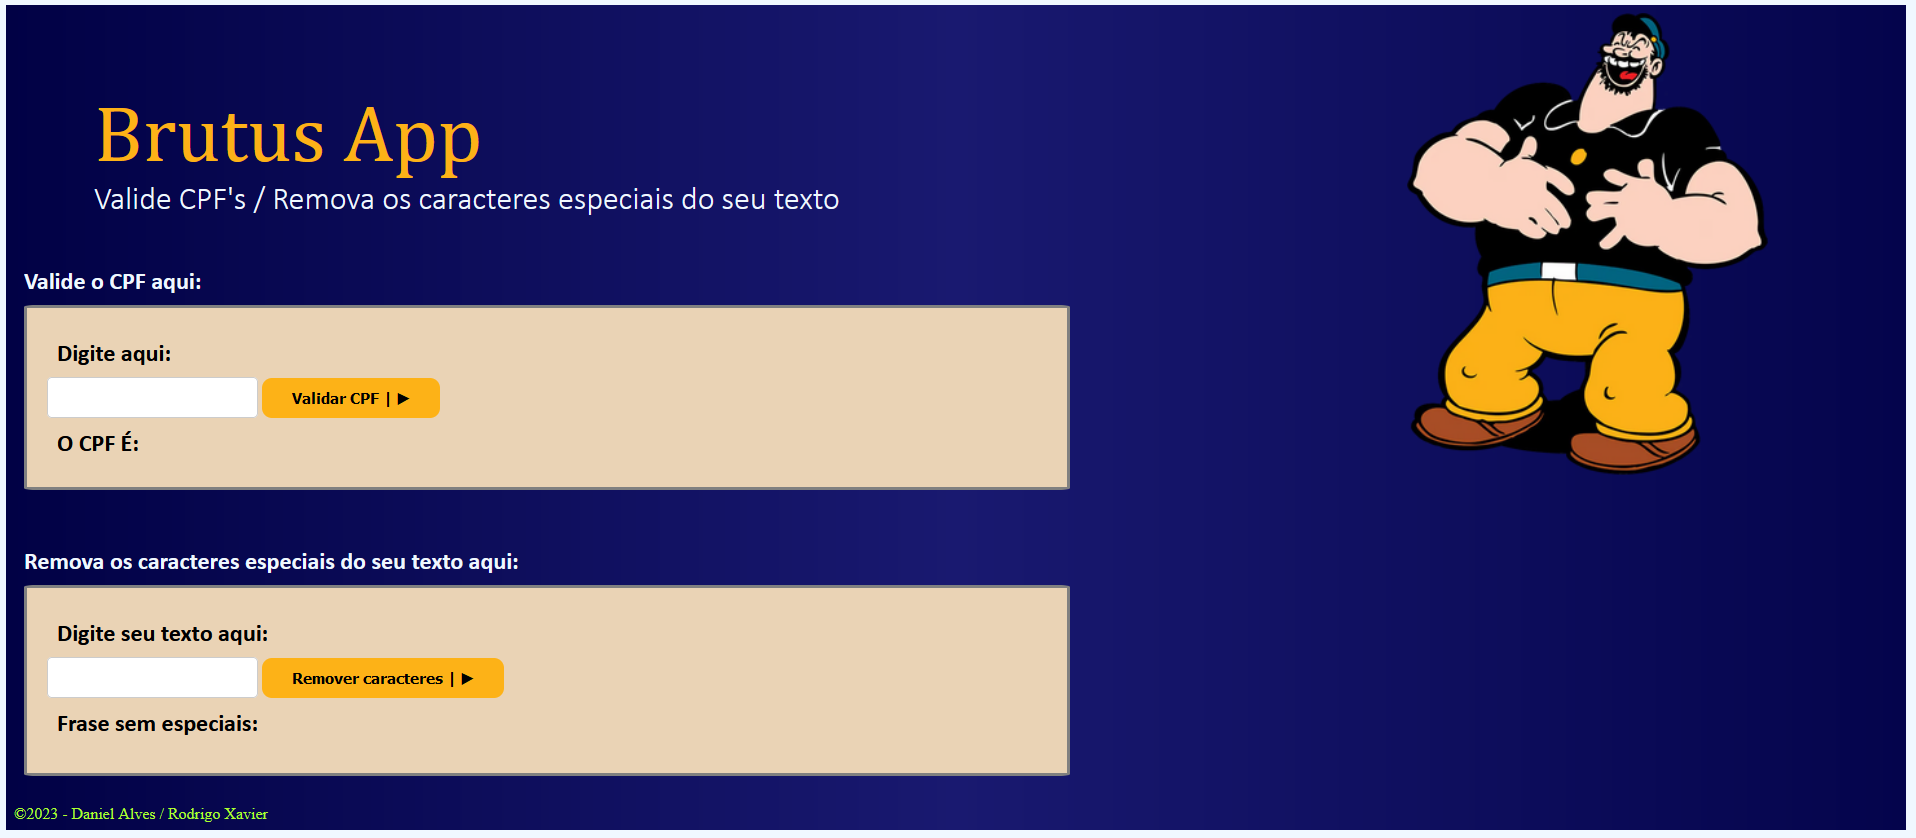 Brutus App
Valide CPF's / Remova os caracteres especiais do seu texto
Valide o CPF aqui:
Digite aqui:
Validar CPF | ►
O CPF É:
Remova os caracteres especiais do seu texto aqui:
Digite seu texto aqui:
Remover caracteres | ►
Frase sem especiais:
©2023 - Daniel Alves / Rodrigo Xavier